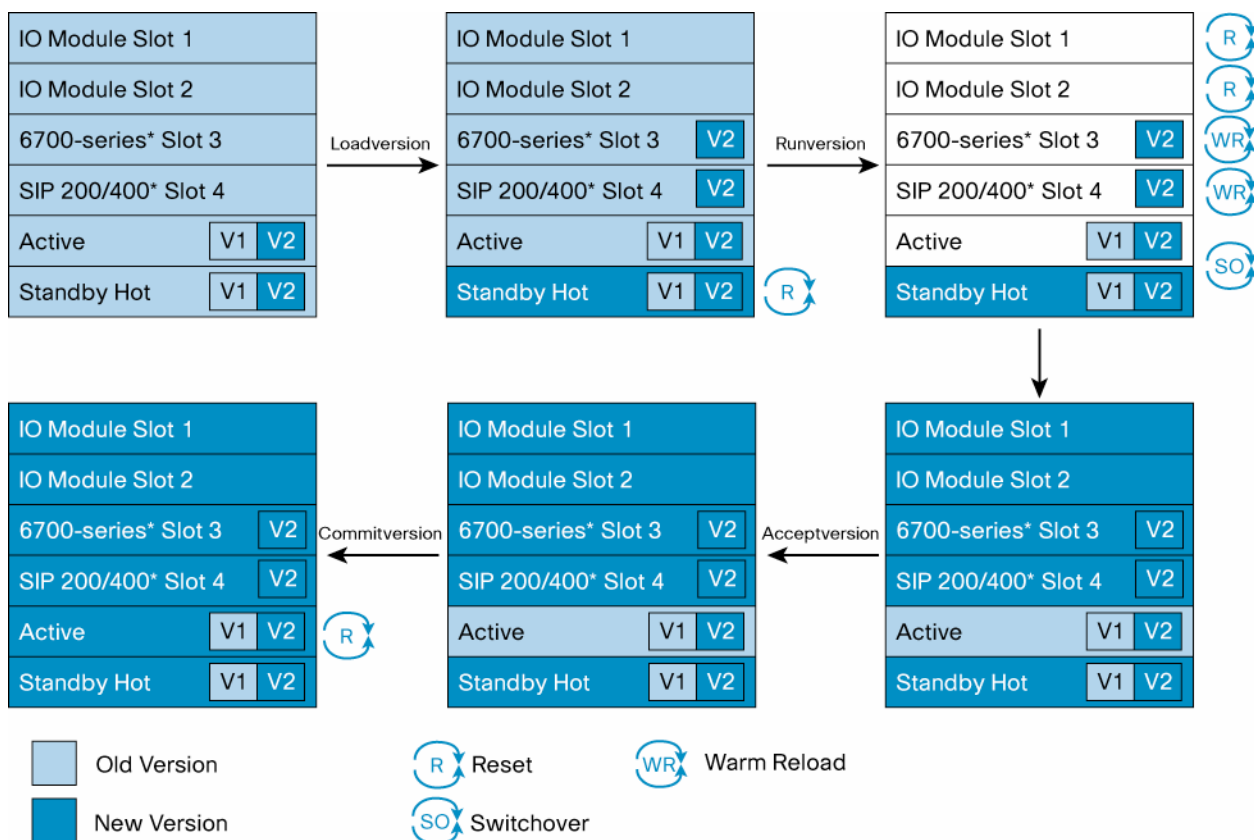 IO Module Slot 1
IO Module Slot 2
6700-series* Slot 3
SIP 200/400* Slot 4
Active V1 V2
Standby Hot V1 V2
Loadversion
IO Module Slot 1
IO Module Slot 2
6700-series* Slot 3 V2
SIP 200/400* Slot 4 V2
Active V1 V2
Standby Hot V1 V2
R
Runversion
IO Module Slot 1
R
IO Module Slot 2
R
6700-series* Slot 3 V2
WR
SIP 200/400* Slot 4 V2
WR
Active V1 V2
SO
Standby Hot V1 V2
IO Module Slot 1
IO Module Slot 2
6700-series* Slot 3 V2
SIP 200/400* Slot 4 V2
Active V1 V2
Standby Hot V1 V2
Acceptversion
IO Module Slot 1
IO Module Slot 2
6700-series* Slot 3 V2
SIP 200/400* Slot 4 V2
Active V1 V2
Standby Hot V1 V2
Commitversion
IO Module Slot 1
IO Module Slot 2
6700-series* Slot 3 V2
SIP 200/400* Slot 4 V2
Active V1 V2
R
Standby Hot V1 V2
Old Version
R Reset
WR Warm Reload
New Version
SO Switchover